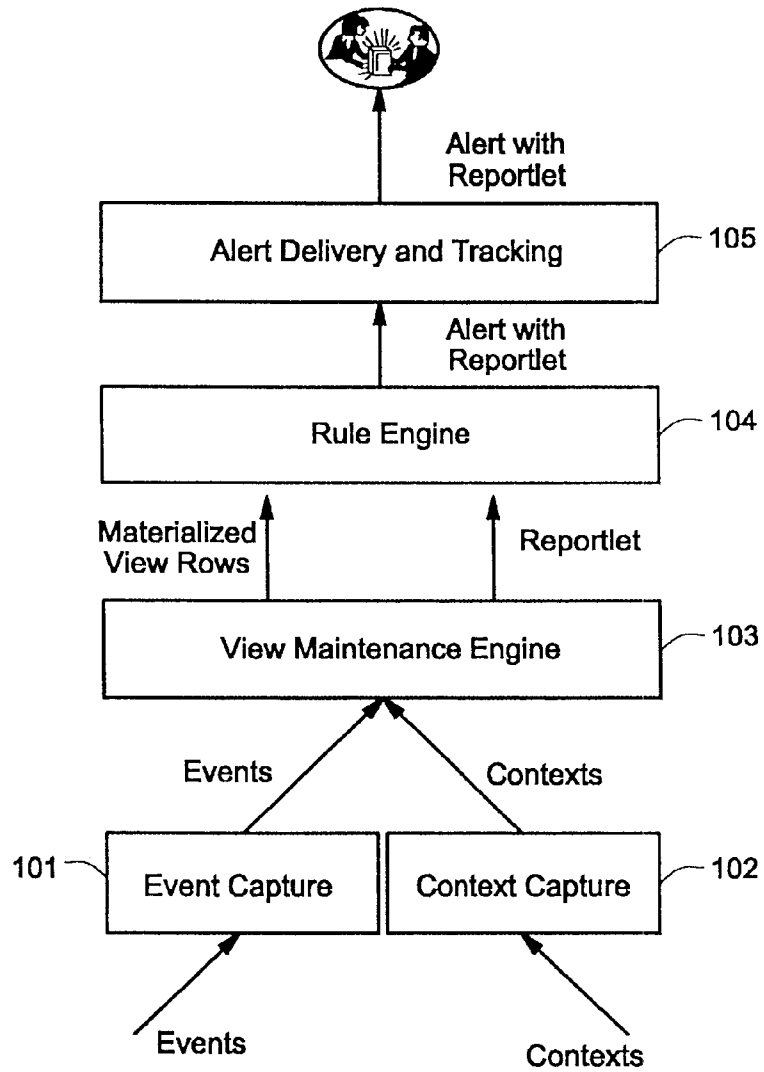 Alert with
Reportlet
Alert Delivery and Tracking
105
Alert with
Reportlet
Rule Engine
104
Materialized
View Rows
Reportlet
View Maintenance Engine
103
Events
Contexts
101
Event Capture
Context Capture
102
Events
Contexts